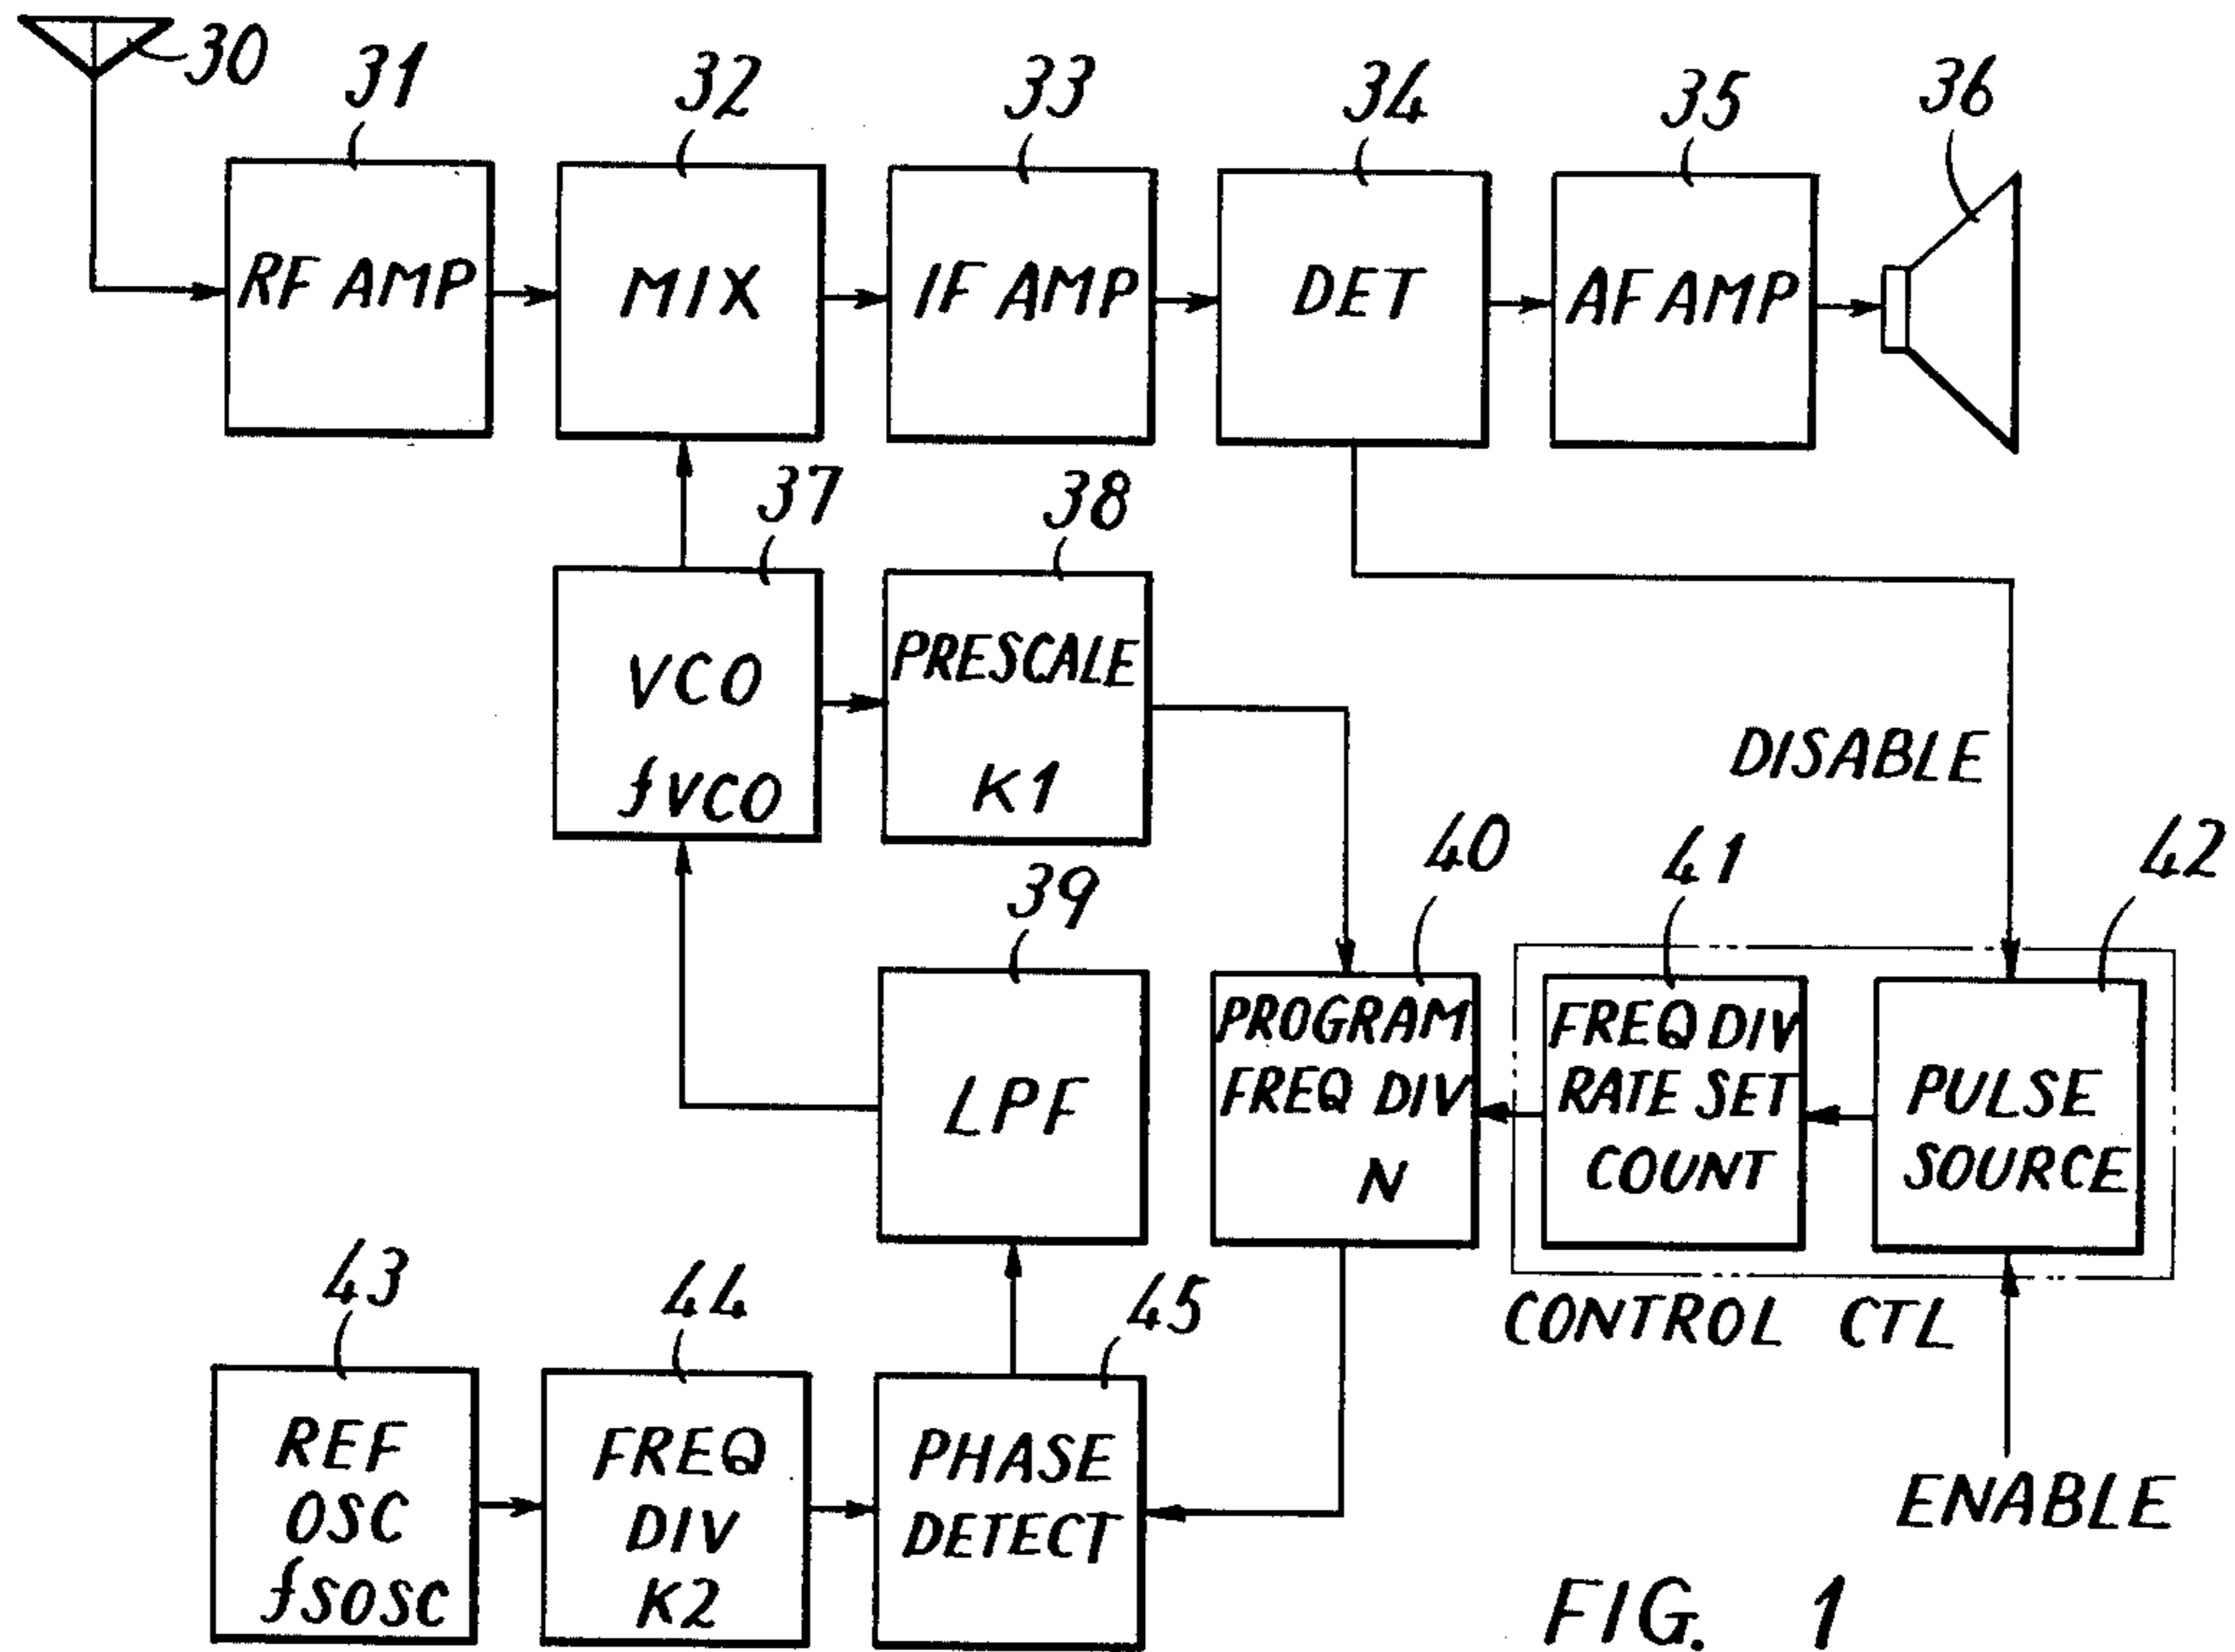 30
31
32
33
34
35
36
RF AMP
MIX
IF AMP
DET
AF AMP
37
38
VCO
fVCO
PRESCALE
K1
DISABLE
39
40
41
42
LPF
PROGRAM
FREQ DIV
N
FREQ DIV
RATE SET
COUNT
PULSE
SOURCE
CONTROL CTL
43
44
45
REF
OSC
fSOSC
FREQ
DIV
K2
PHASE
DETECT
ENABLE
FIG. 1